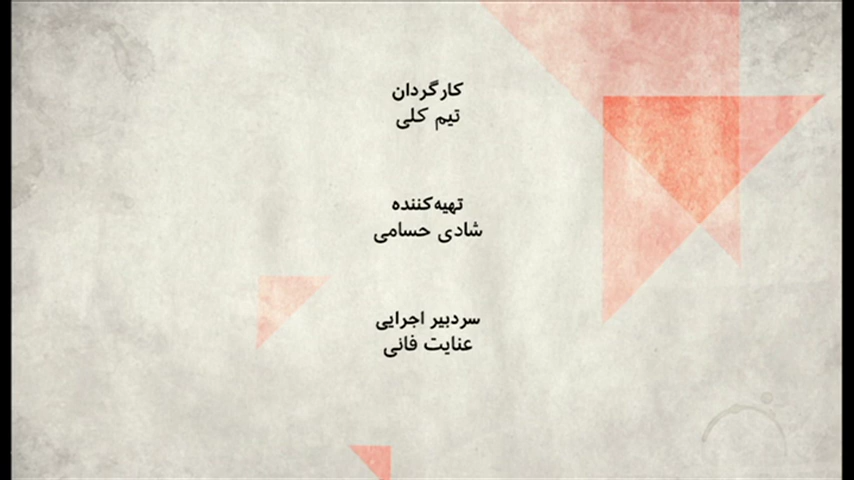 کارگردان
تیم کلی
تهیه‌کننده
شادی حسامی
سردبیر اجرایی
عنایت فانی